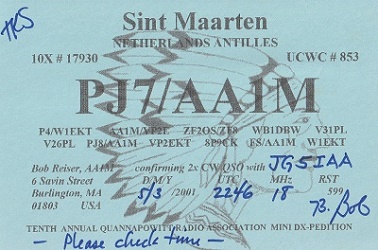 Sint Maarten
NETHERLANDS ANTILLES
10X # 17930 UCWC # 853
PJ7/AA1M
P4/W1EKT AA1M/VP2E ZF2OS/ZF8 WB1DBW V31PL
V26PL PJ8/AA1M VP2EKT 8P9CK FS/AA1M W1EKT
Bob Reiser, AA1M confirming 2x CW QSO with JG5IAA
6 Savin Street D/M/Y UTC MHz RST
Burlington, MA 5/3 /2001 2246 18 599
01803 USA 73, Bob
TENTH ANNUAL QUANNAPOWITT RADIO ASSOCIATION MINI DX-PEDITION
- Please check time -